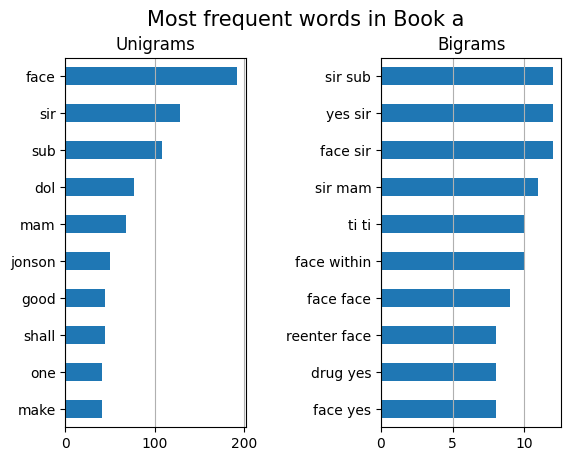 Most frequent words in Book a
Unigrams
face
sir
sub
dol
mam
jonson
good
shall
one
make
0 100 200
Bigrams
sir sub
yes sir
face sir
sir mam
ti ti
face within
face face
reenter face
drug yes
face yes
0 5 10